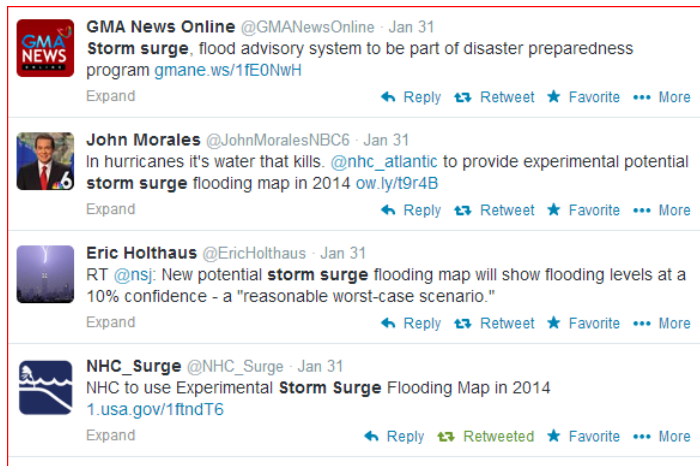 GMA News Online @GMANewsOnline · Jan 31
Storm surge, flood advisory system to be part of disaster preparedness
program gmane.ws/1fE0NwH
Expand Reply Retweet Favorite More
GMA
NEWS
ONLINE
John Morales @JohnMoralesNBC6 · Jan 31
In hurricanes it's water that kills. @nhc_atlantic to provide experimental potential
storm surge flooding map in 2014 ow.ly/t9r4B
Expand Reply Retweet Favorite More
6
Eric Holthaus @EricHolthaus · Jan 31
RT @nsj: New potential storm surge flooding map will show flooding levels at a
10% confidence - a "reasonable worst-case scenario."
Expand Reply Retweet Favorite More
NHC_Surge @NHC_Surge · Jan 31
NHC to use Experimental Storm Surge Flooding Map in 2014
1.usa.gov/1ftndT6
Expand Reply Retweeted Favorite More